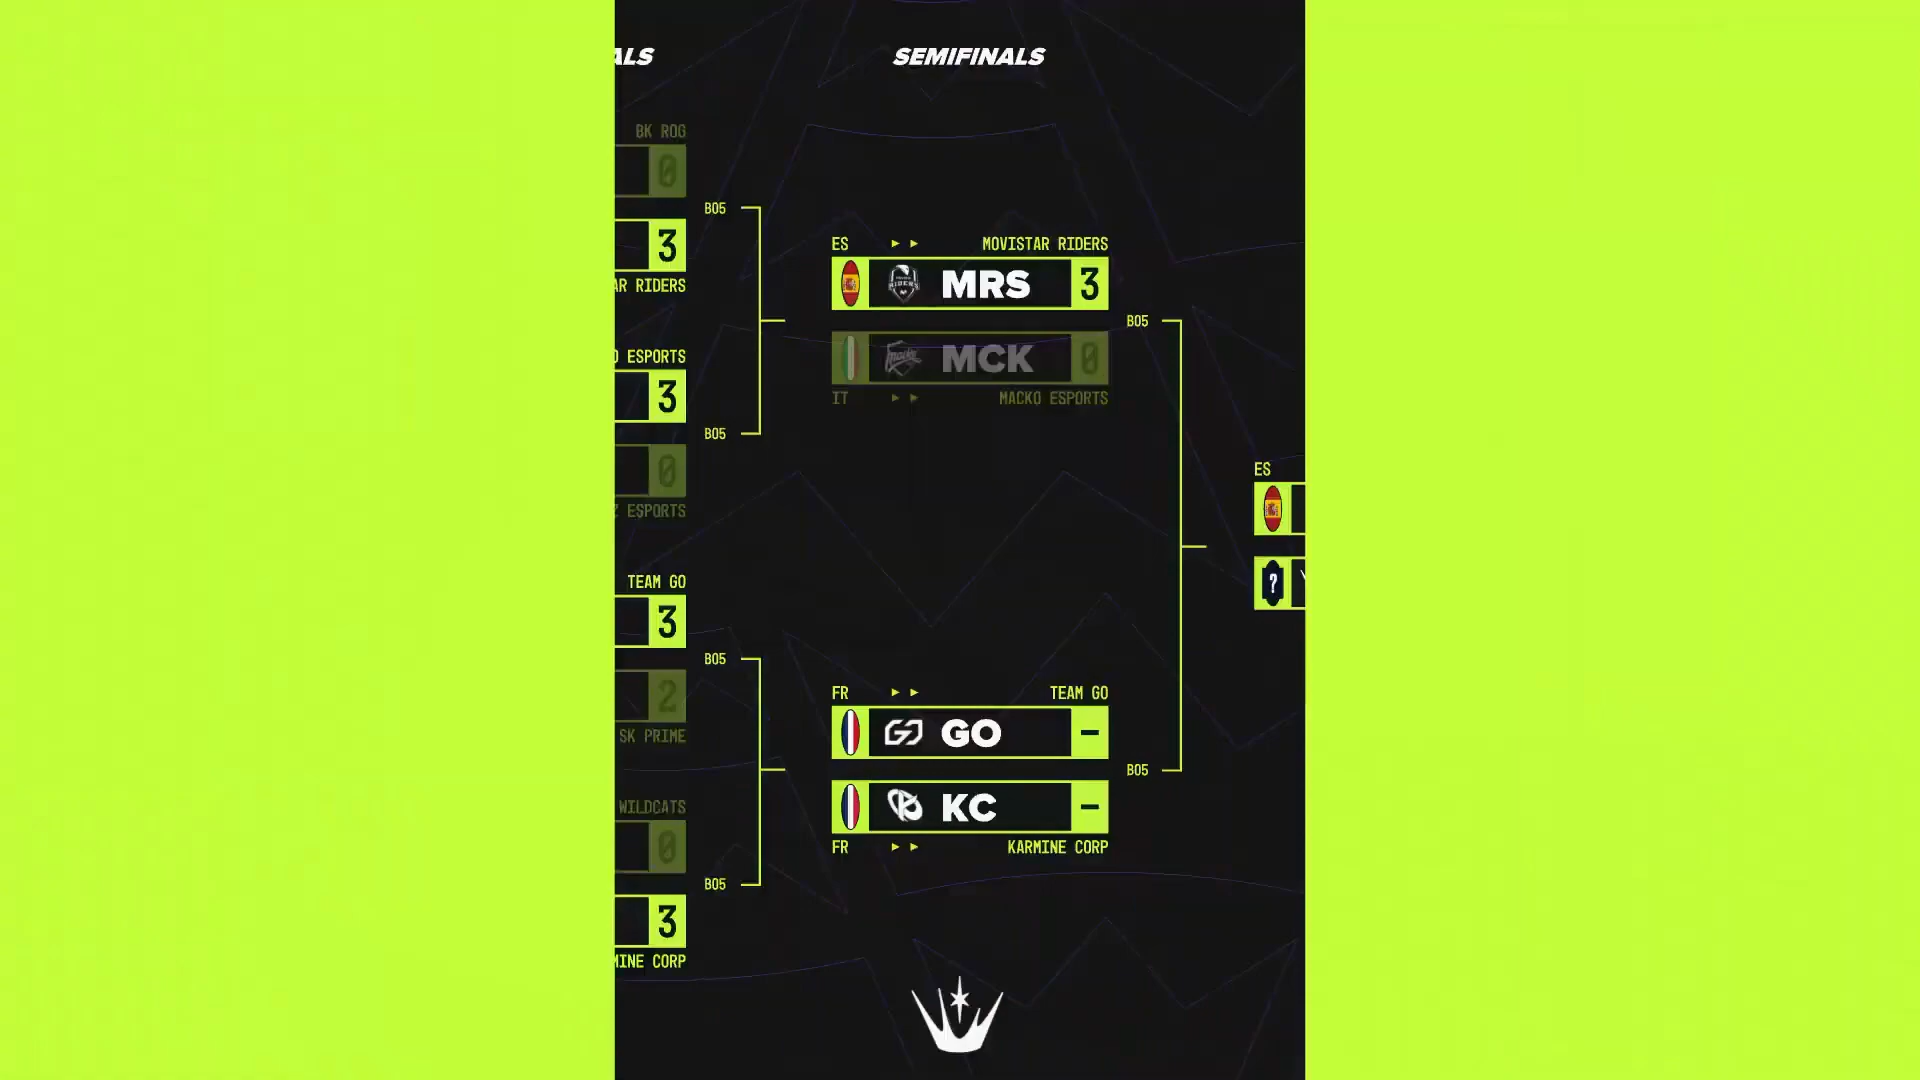 ALS
BK ROG
0
BO5
3
AR RIDERS
ESPORTS
3
BO5
0
ESPORTS
TEAM GO
3
BO5
2
SK PRIME
WILDCATS
0
BO5
3
MINE CORP
SEMIFINALS
ES MOVISTAR RIDERS
MRS 3
MCK 0
IT MACKO ESPORTS
BO5
FR TEAM GO
GO –
KC –
FR KARMINE CORP
BO5
ES
?